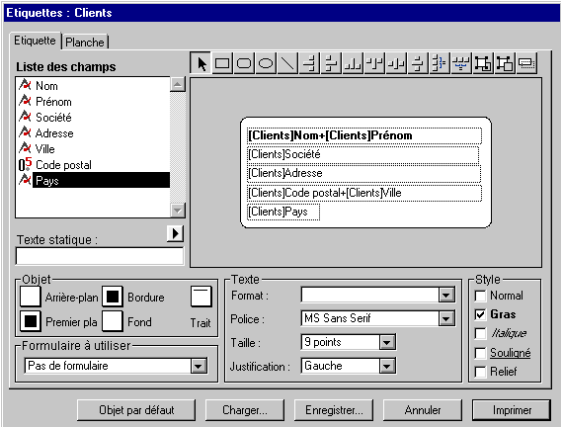 Etiquettes : Clients
Etiquette Planche
Liste des champs
Nom
Prénom
Société
Adresse
Ville
05 Code postal
Pays
Texte statique :
[Clients]Nom+[Clients]Prénom
[Clients]Société
[Clients]Adresse
[Clients]Code postal+[Clients]Ville
[Clients]Pays
Objet
Arrière-plan Bordure
Premier pla Fond Trait
Formulaire à utiliser
Pas de formulaire
Texte
Format :
Police : MS Sans Serif
Taille : 9 points
Justification : Gauche
Style
Normal
Gras
Italique
Souligné
Relief
Objet par défaut Charger... Enregistrer... Annuler Imprimer